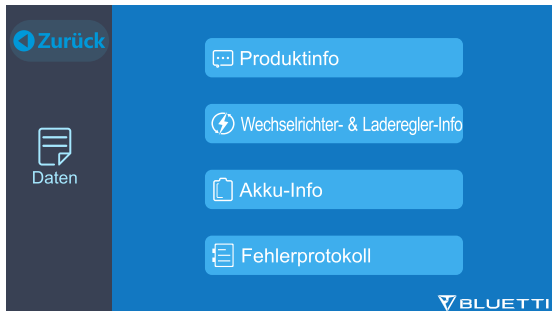 Zurück
Daten
Produktinfo
Wechselrichter- & Laderegler-Info
Akku-Info
Fehlerprotokoll
BLUETTI